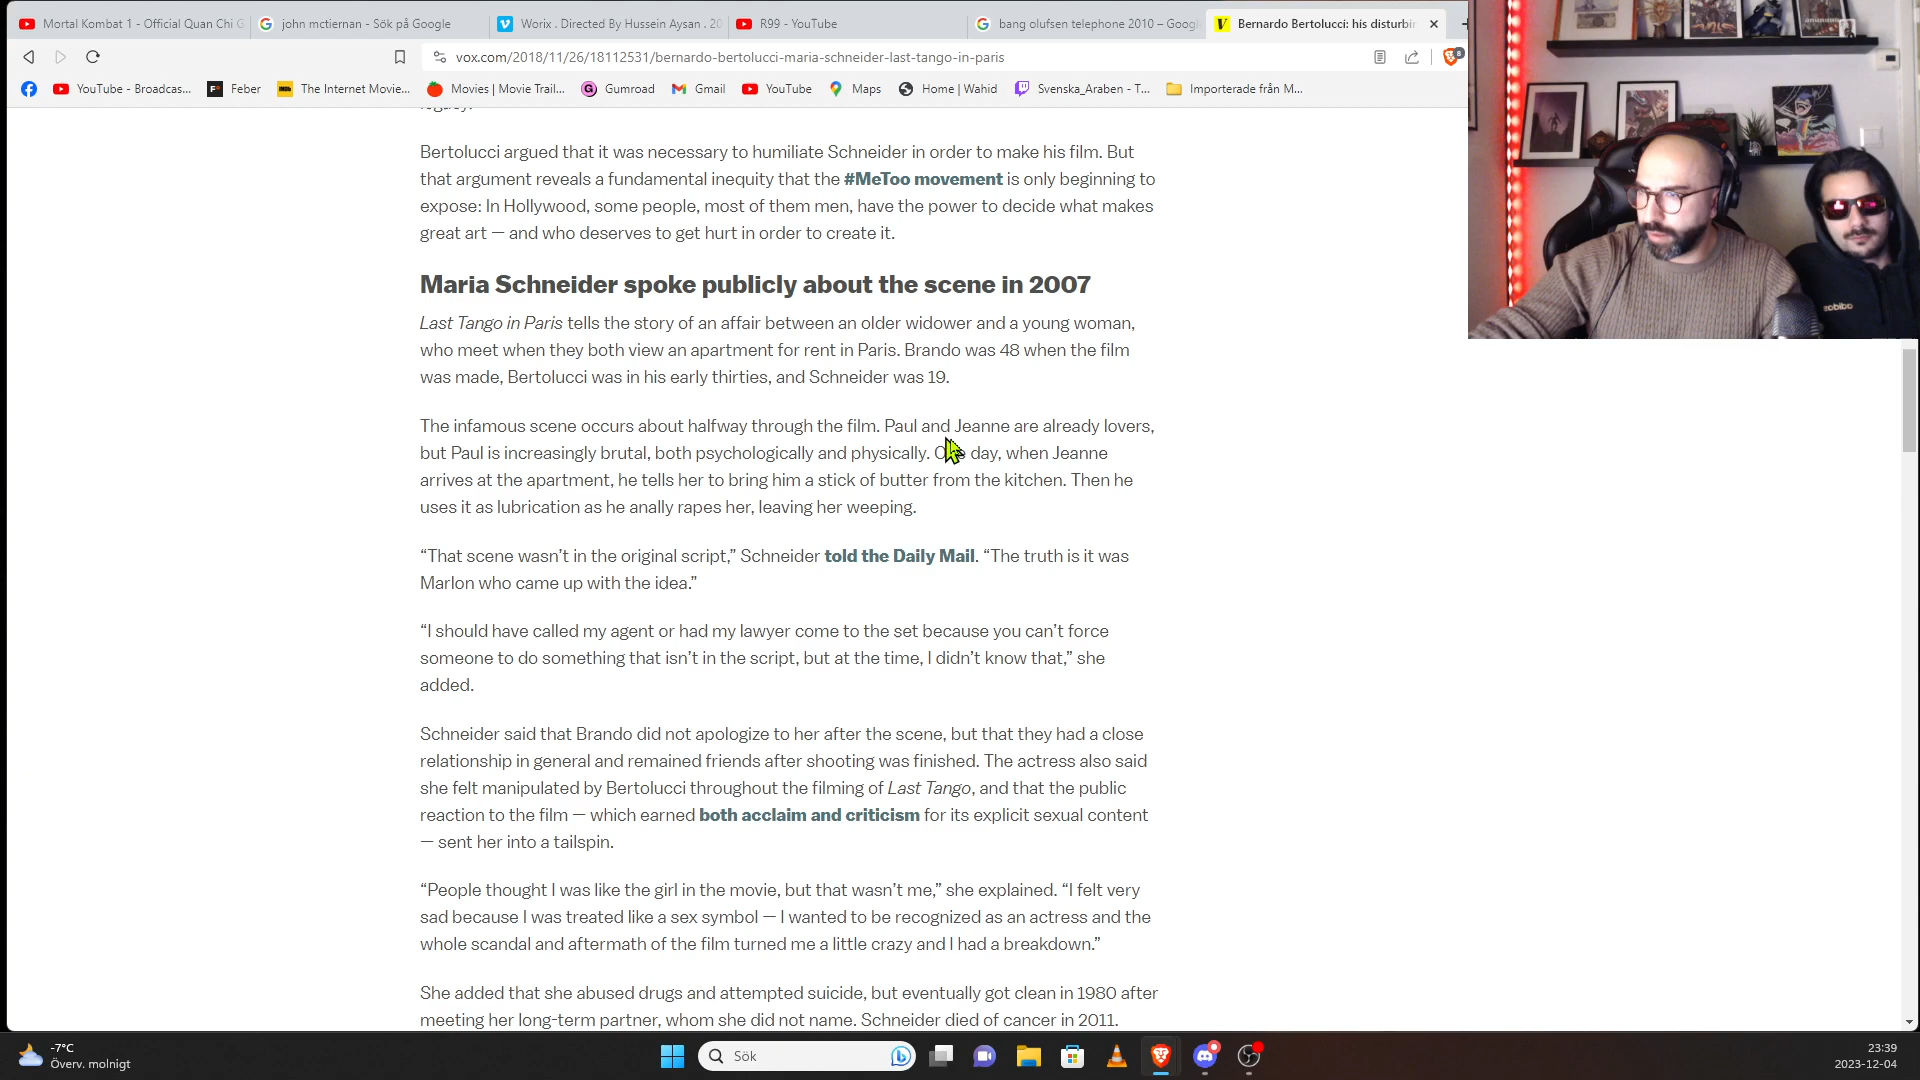 Mortal Kombat 1 - Official Quan Chi G
john mctiernan - Sök på Google
Worix . Directed By Hussein Aysan . 20
R99 - YouTube
bang olufsen telephone 2010 – Google
Bernardo Bertolucci: his disturbin
vox.com/2018/11/26/18112531/bernardo-bertolucci-maria-schneider-last-tango-in-paris
YouTube - Broadcas...
Feber
The Internet Movie...
Movies | Movie Trail...
Gumroad
Gmail
YouTube
Maps
Home | Wahid
Svenska_Araben - T...
Importerade från M...
legacy.
Bertolucci argued that it was necessary to humiliate Schneider in order to make his film. But
that argument reveals a fundamental inequity that the #MeToo movement is only beginning to
expose: In Hollywood, some people, most of them men, have the power to decide what makes
great art — and who deserves to get hurt in order to create it.
Maria Schneider spoke publicly about the scene in 2007
Last Tango in Paris tells the story of an affair between an older widower and a young woman,
who meet when they both view an apartment for rent in Paris. Brando was 48 when the film
was made, Bertolucci was in his early thirties, and Schneider was 19.
The infamous scene occurs about halfway through the film. Paul and Jeanne are already lovers,
but Paul is increasingly brutal, both psychologically and physically. One day, when Jeanne
arrives at the apartment, he tells her to bring him a stick of butter from the kitchen. Then he
uses it as lubrication as he anally rapes her, leaving her weeping.
“That scene wasn’t in the original script,” Schneider told the Daily Mail. “The truth is it was
Marlon who came up with the idea.”
“I should have called my agent or had my lawyer come to the set because you can’t force
someone to do something that isn’t in the script, but at the time, I didn’t know that,” she
added.
Schneider said that Brando did not apologize to her after the scene, but that they had a close
relationship in general and remained friends after shooting was finished. The actress also said
she felt manipulated by Bertolucci throughout the filming of Last Tango, and that the public
reaction to the film — which earned both acclaim and criticism for its explicit sexual content
— sent her into a tailspin.
“People thought I was like the girl in the movie, but that wasn’t me,” she explained. “I felt very
sad because I was treated like a sex symbol — I wanted to be recognized as an actress and the
whole scandal and aftermath of the film turned me a little crazy and I had a breakdown.”
She added that she abused drugs and attempted suicide, but eventually got clean in 1980 after
meeting her long-term partner, whom she did not name. Schneider died of cancer in 2011.
-7°C
Överv. molnigt
Sök
23:39
2023-12-04